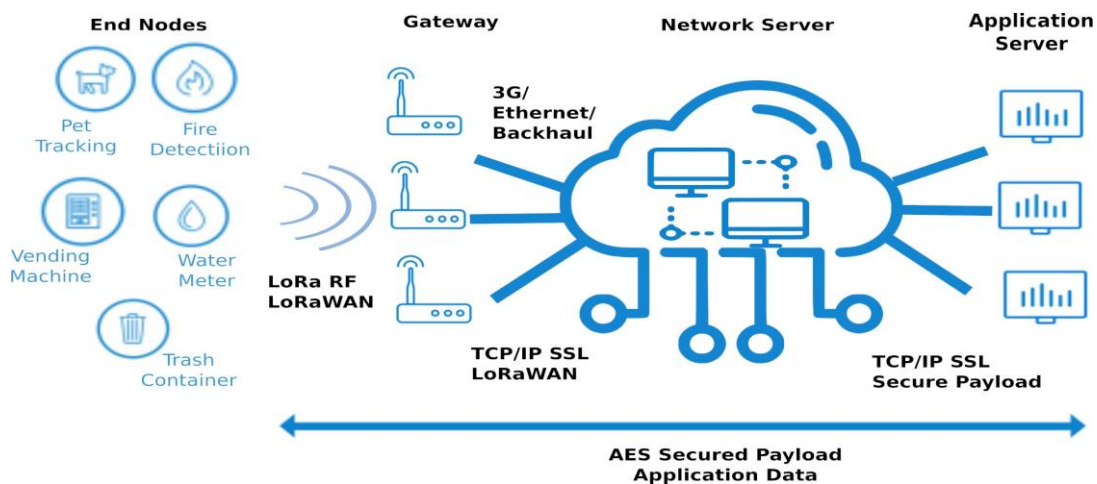 End Nodes
Gateway
Network Server
Application
Server
Pet
Tracking
Fire
Detectiion
3G/
Ethernet/
Backhaul
Vending
Machine
Water
Meter
LoRa RF
LoRaWAN
Trash
Container
TCP/IP SSL
LoRaWAN
TCP/IP SSL
Secure Payload
AES Secured Payload
Application Data